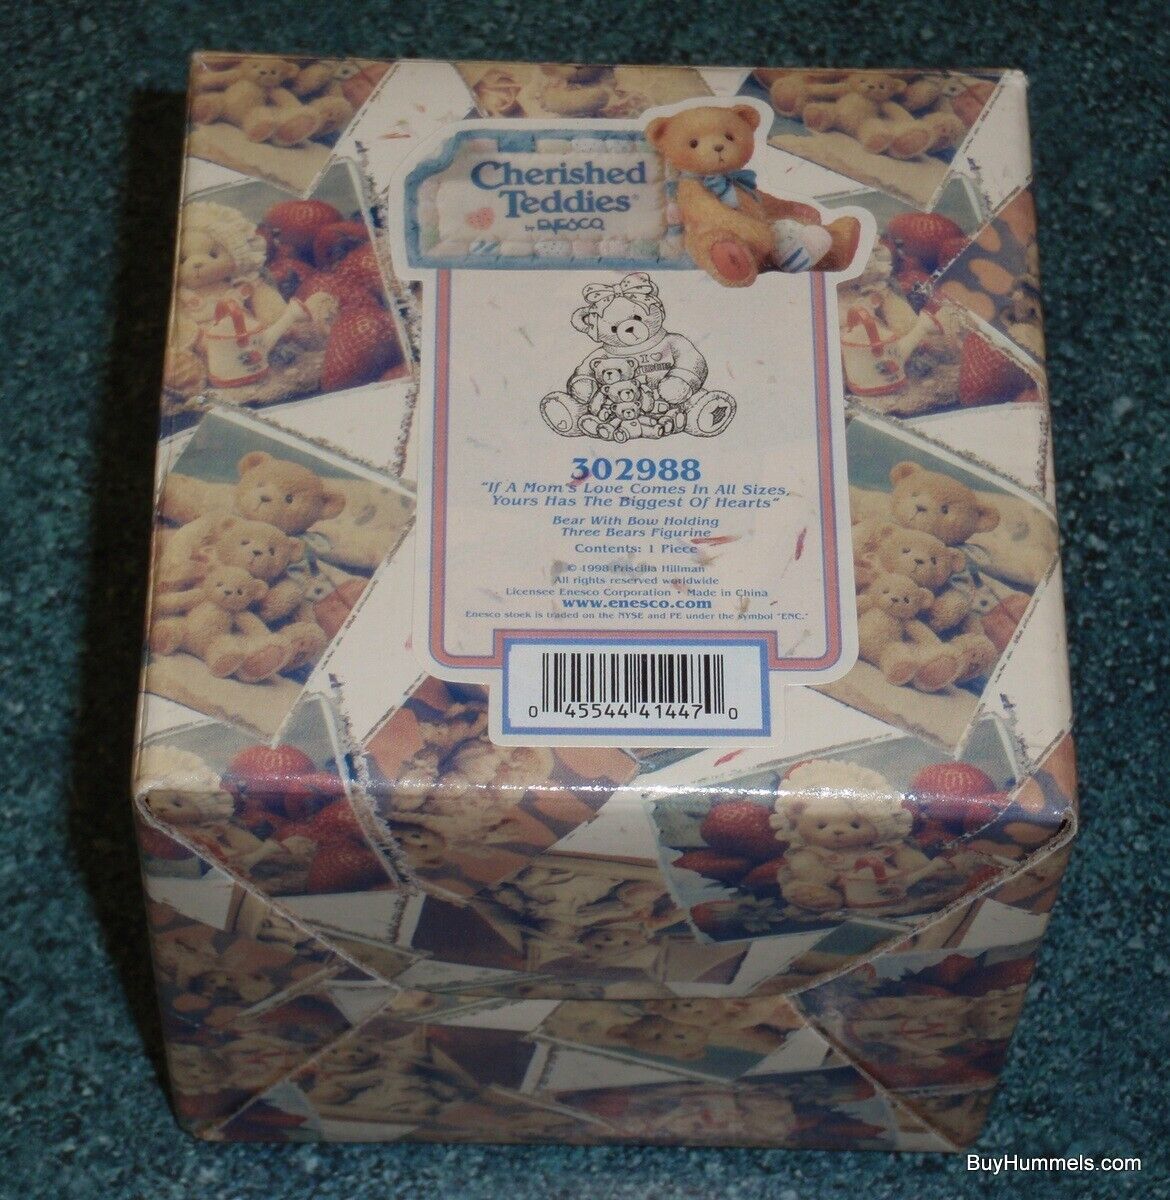 Cherished
Teddies®
by ENESCO
I ♥
TEDDIES
302988
"If A Mom's Love Comes In All Sizes,
Yours Has The Biggest Of Hearts"
Bear With Bow Holding
Three Bears Figurine
Contents: 1 Piece
© 1998 Priscilla Hillman
All rights reserved worldwide
Licensee Enesco Corporation · Made in China
www.enesco.com
Enesco stock is traded on the NYSE and PE under the symbol "ENC."
0 45544 41447 0
BuyHummels.com